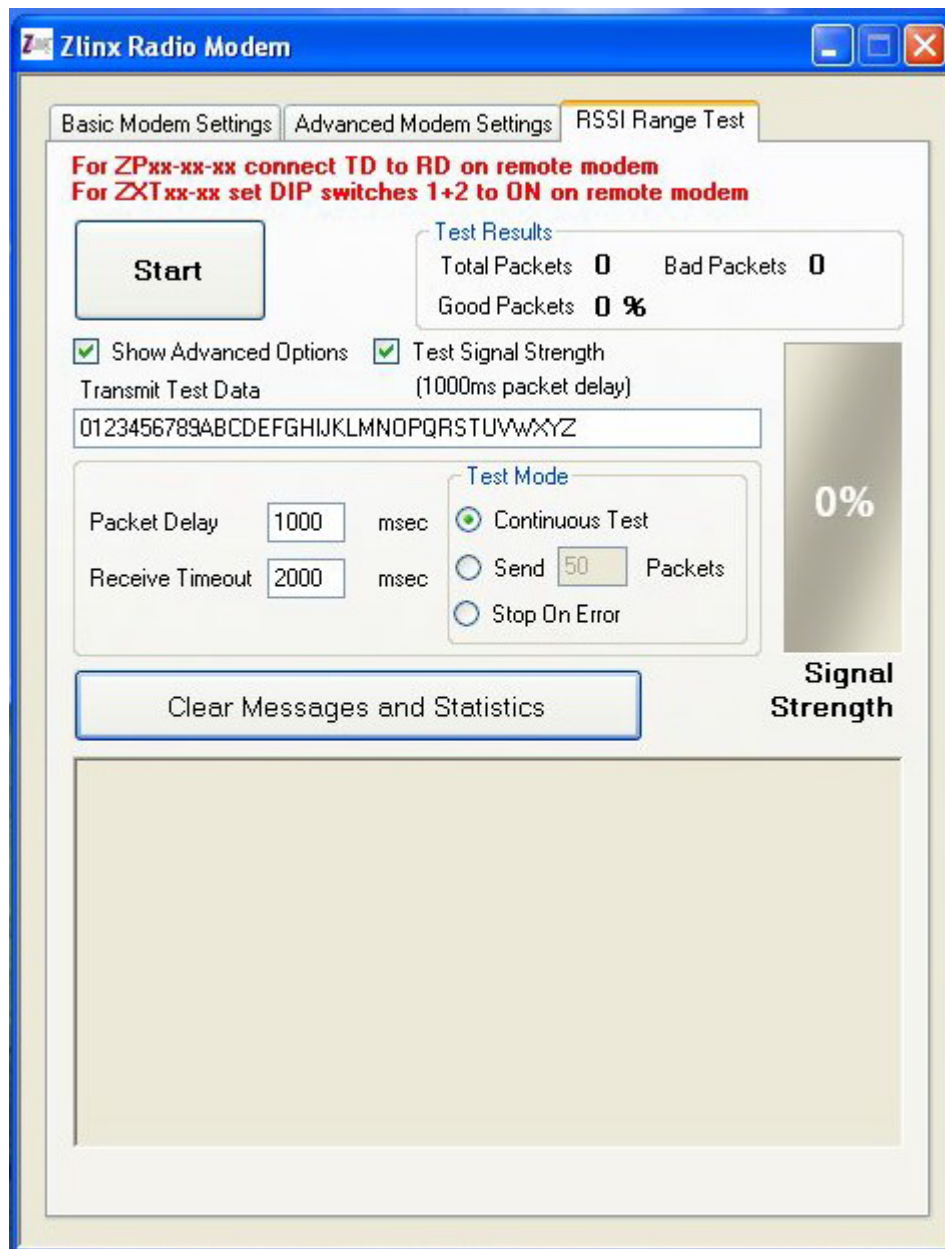 Zlinx Radio Modem
Basic Modem Settings
Advanced Modem Settings
RSSI Range Test
For ZPxx-xx-xx connect TD to RD on remote modem
For ZXTxx-xx set DIP switches 1+2 to ON on remote modem
Start
Test Results
Total Packets 0 Bad Packets 0
Good Packets 0 %
Show Advanced Options
Test Signal Strength
(1000ms packet delay)
Transmit Test Data
0123456789ABCDEFGHIJKLMNOPQRSTUVWXYZ
Packet Delay 1000 msec
Receive Timeout 2000 msec
Test Mode
Continuous Test
Send 50 Packets
Stop On Error
0%
Signal
Strength
Clear Messages and Statistics